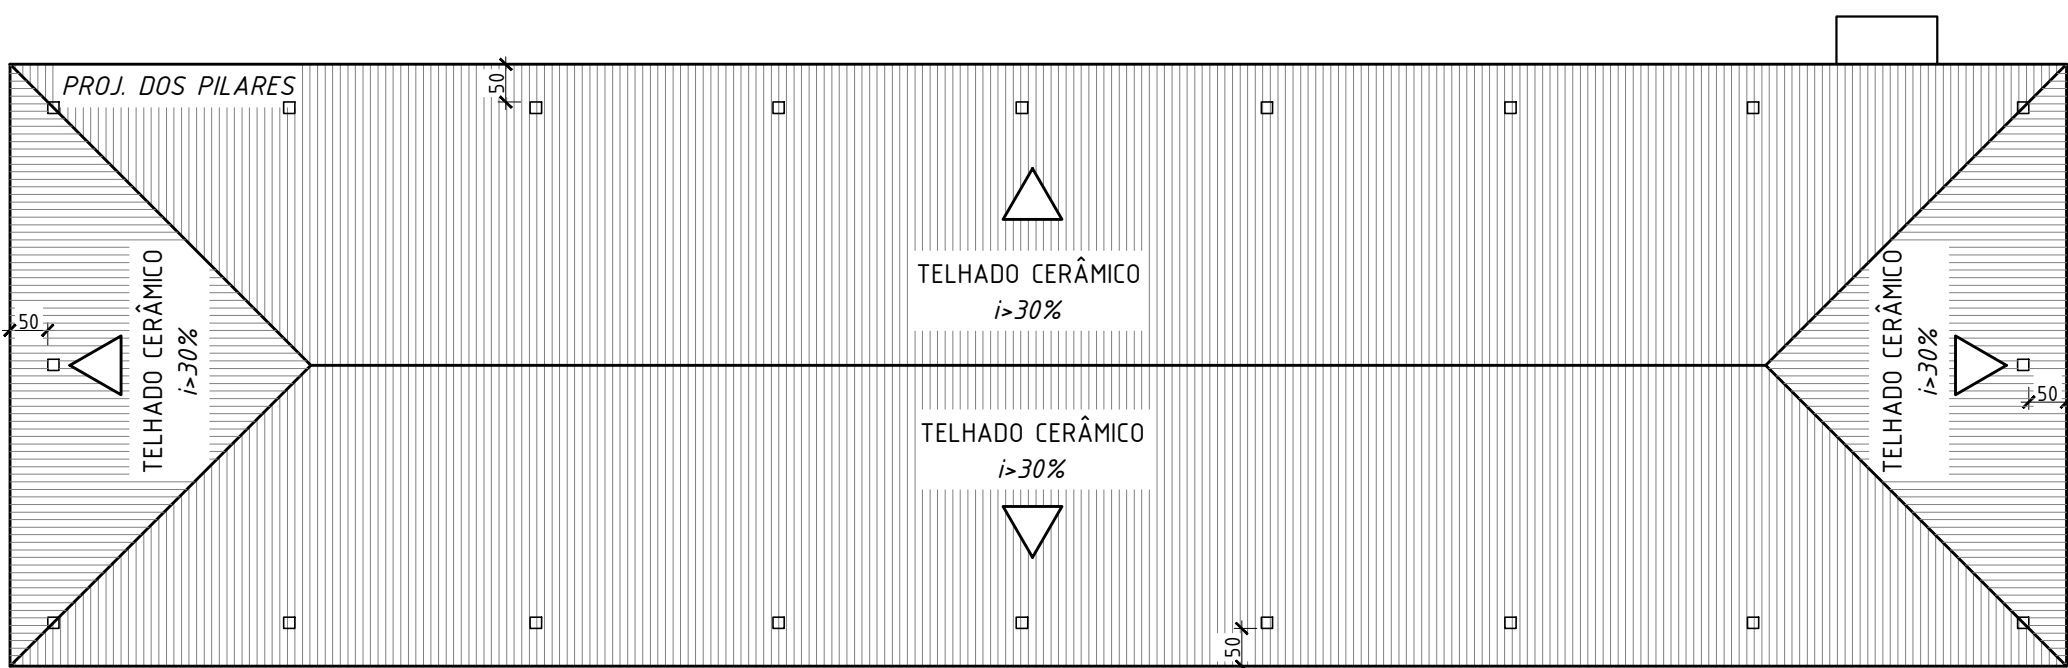 PROJ. DOS PILARES
50
TELHADO CERÂMICO
i>30%
TELHADO CERÂMICO
i>30%
50
TELHADO CERÂMICO
i>30%
50
TELHADO CERÂMICO
i>30%
50